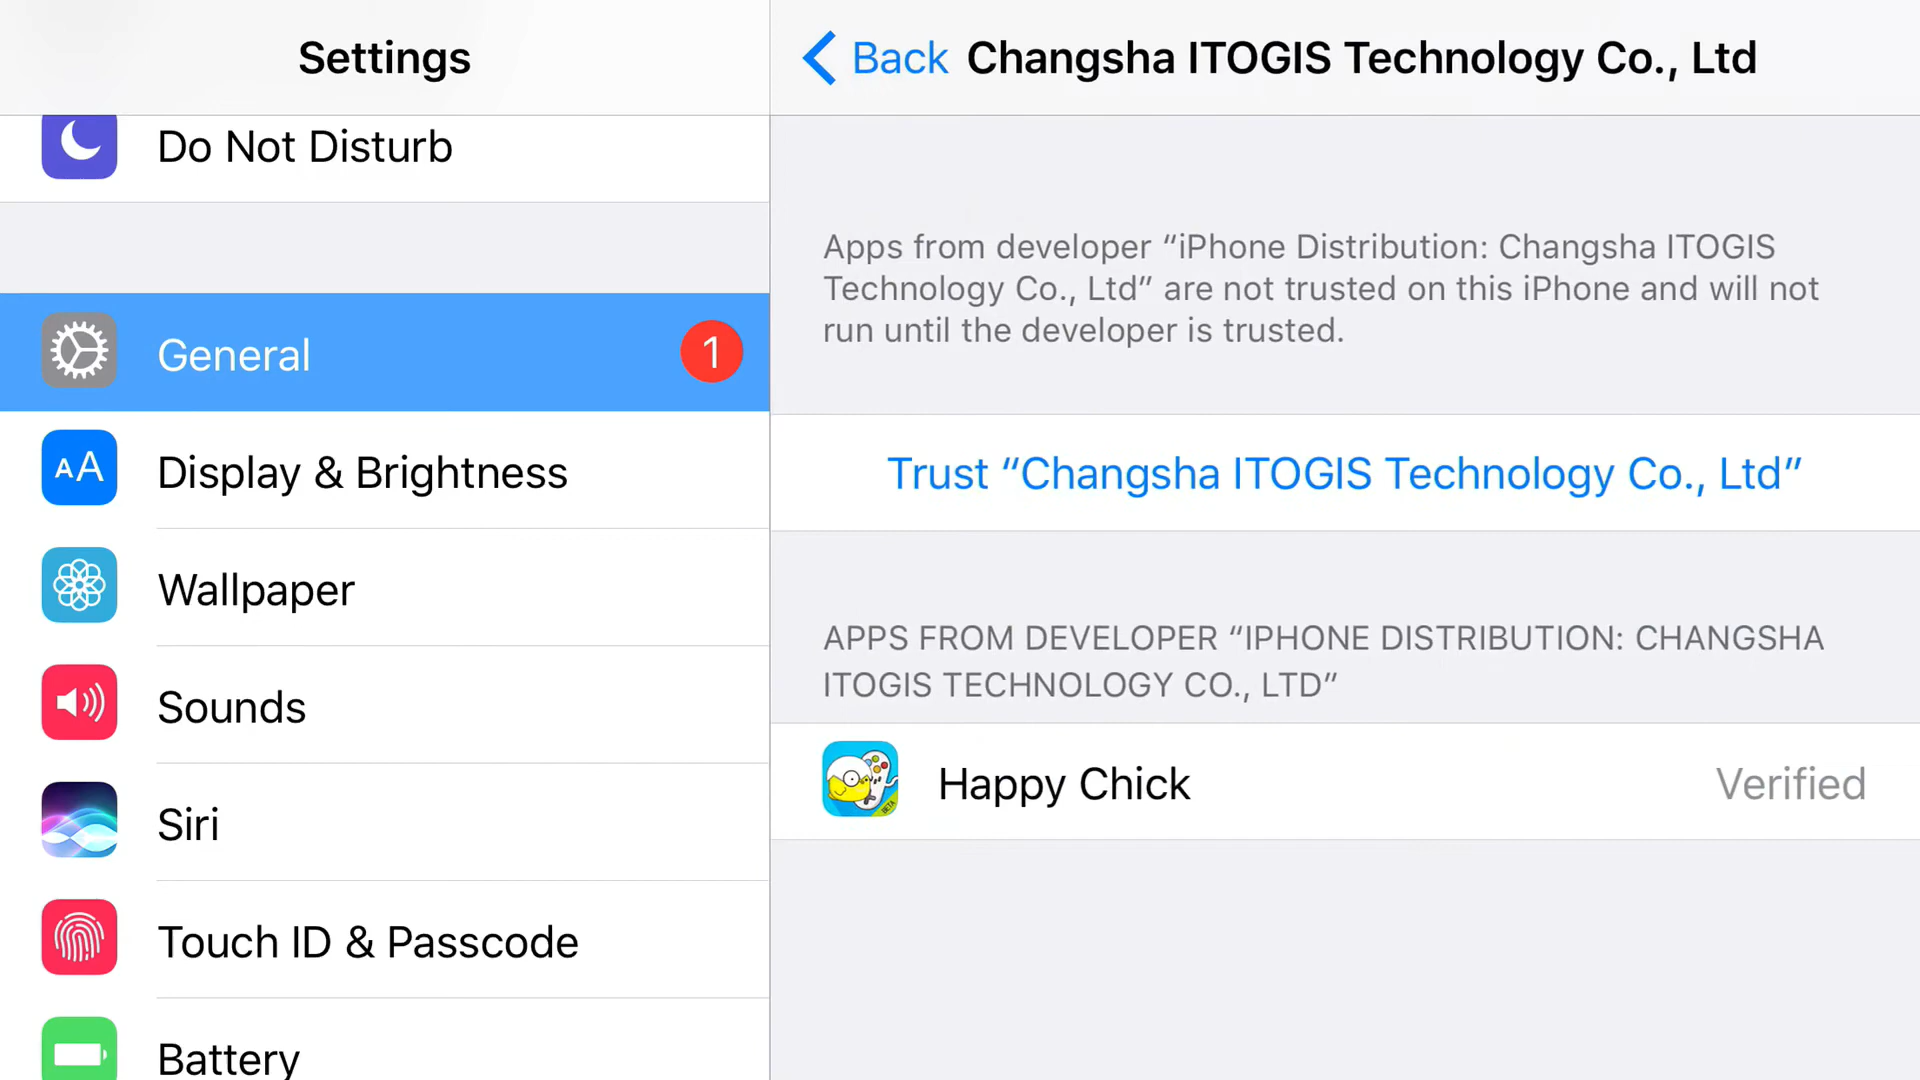 Settings
Do Not Disturb
General
1
AA Display & Brightness
Wallpaper
Sounds
Siri
Touch ID & Passcode
Battery
Back Changsha ITOGIS Technology Co., Ltd
Apps from developer “iPhone Distribution: Changsha ITOGIS
Technology Co., Ltd” are not trusted on this iPhone and will not
run until the developer is trusted.
Trust “Changsha ITOGIS Technology Co., Ltd”
APPS FROM DEVELOPER “IPHONE DISTRIBUTION: CHANGSHA
ITOGIS TECHNOLOGY CO., LTD”
BETA
Happy Chick
Verified